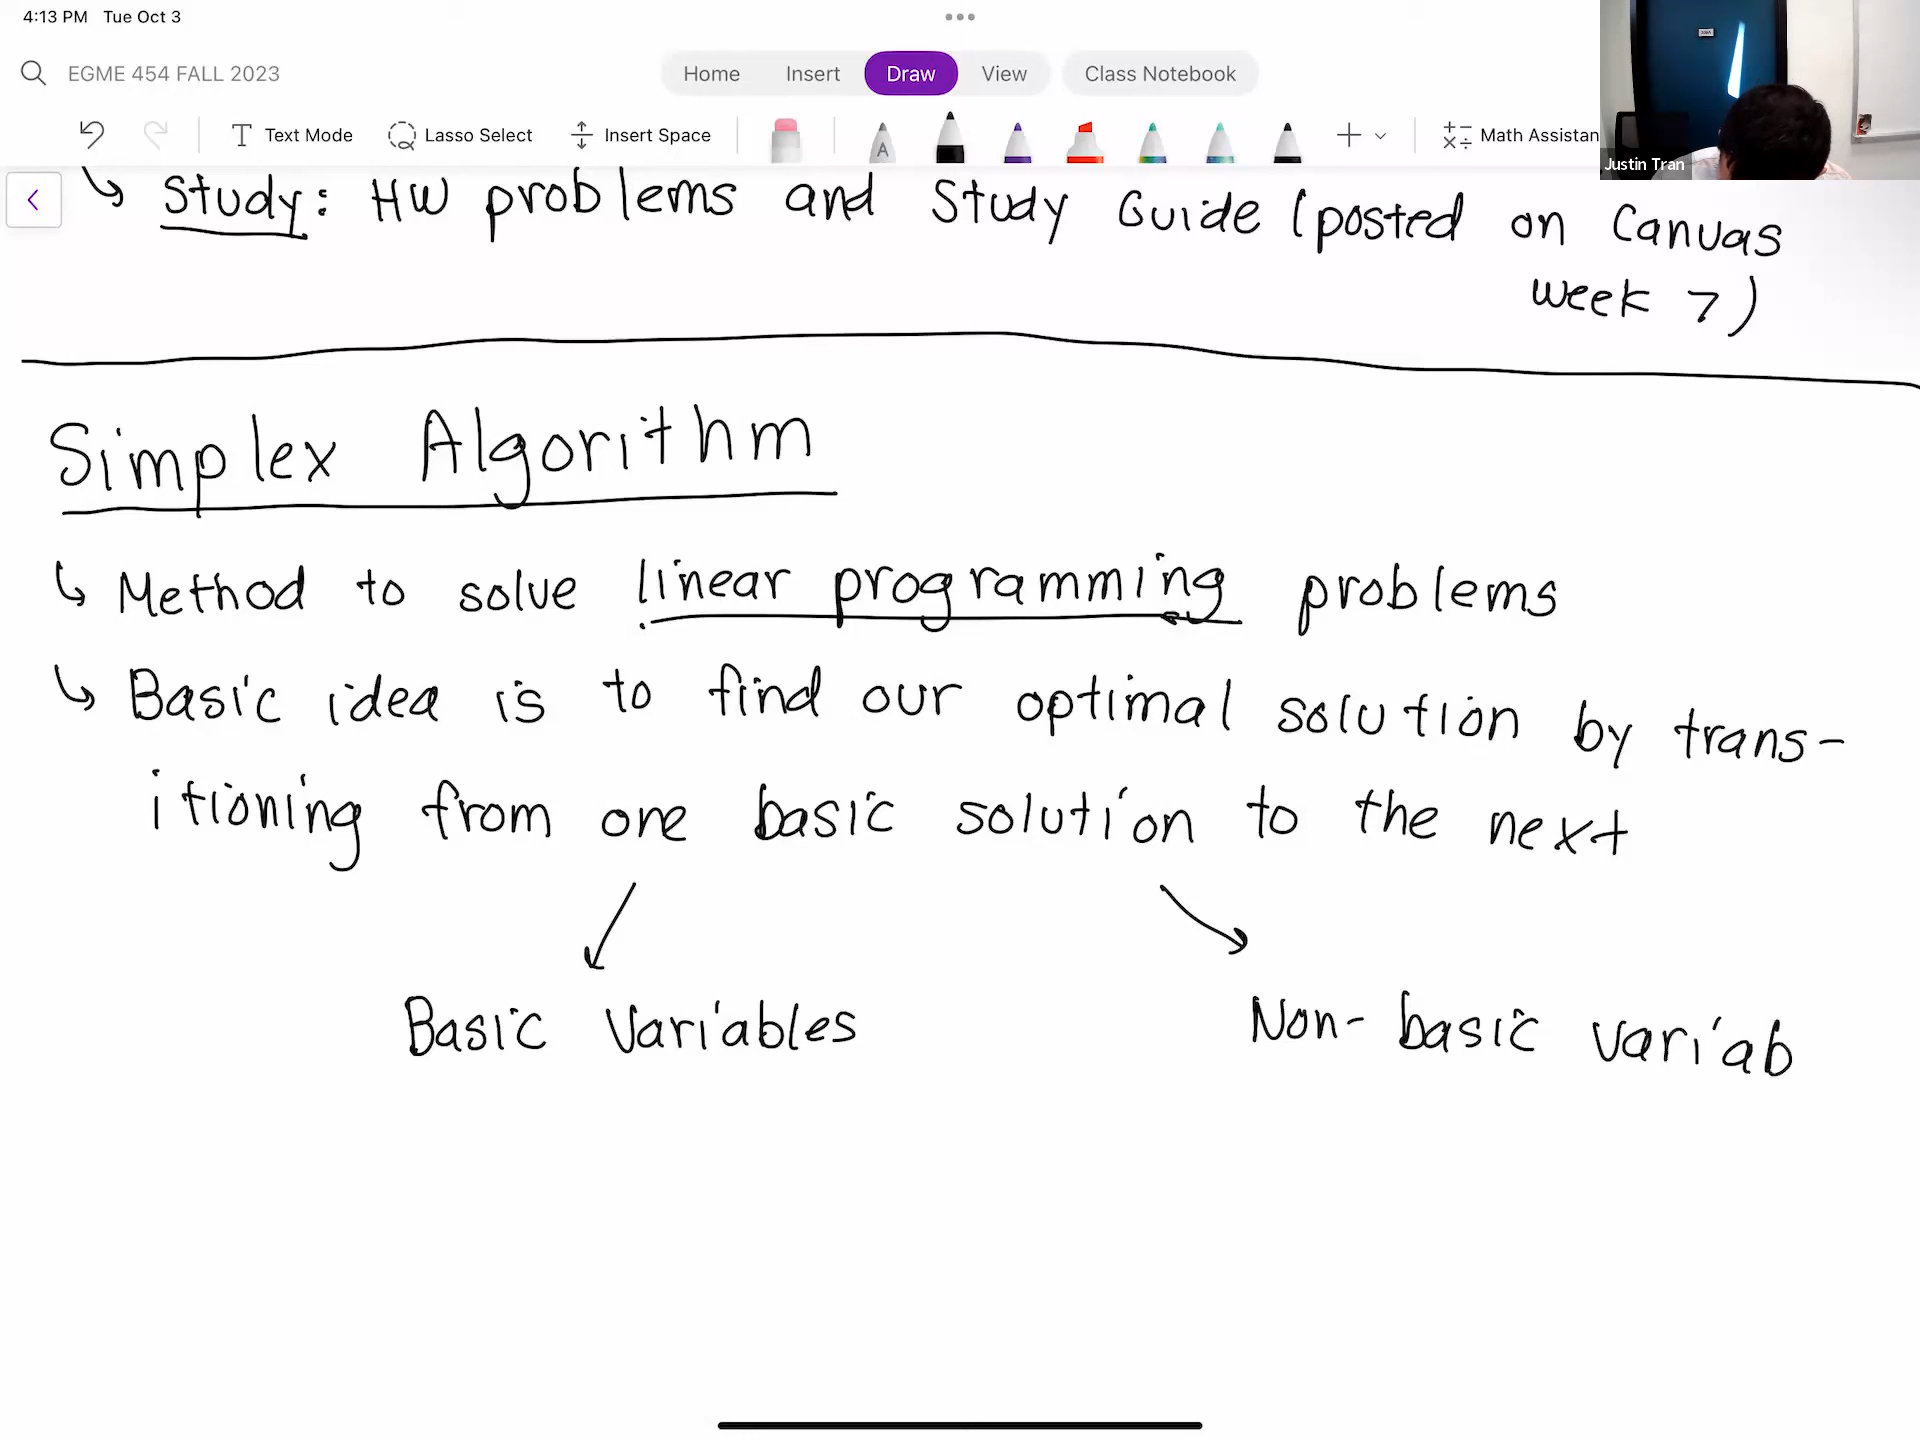 4:13 PM Tue Oct 3
EGME 454 FALL 2023
Home Insert Draw View Class Notebook
T Text Mode Lasso Select Insert Space A Math Assistan
Justin Tran
Study: HW problems and Study Guide (posted on Canvas
week 7)
Simplex Algorithm
Method to solve linear programming problems
Basic idea is to find our optimal solution by trans-
itioning from one basic solution to the next
Basic Variables Non-basic variab